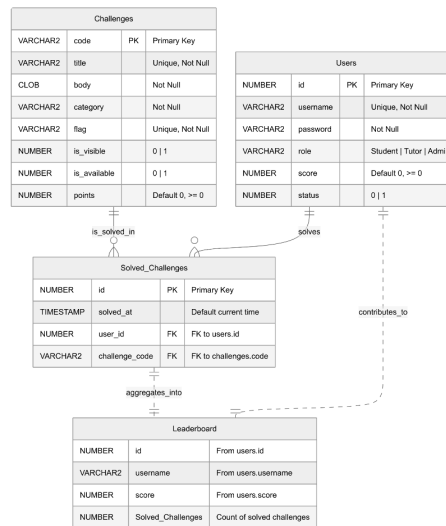 Challenges
VARCHAR2 code PK Primary Key
VARCHAR2 title Unique, Not Null
CLOB body Not Null
VARCHAR2 category Not Null
VARCHAR2 flag Unique, Not Null
NUMBER is_visible 0 | 1
NUMBER is_available 0 | 1
NUMBER points Default 0, >= 0
Users
NUMBER id PK Primary Key
VARCHAR2 username Unique, Not Null
VARCHAR2 password Not Null
VARCHAR2 role Student | Tutor | Admi
NUMBER score Default 0, >= 0
NUMBER status 0 | 1
is_solved_in
solves
Solved_Challenges
NUMBER id PK Primary Key
TIMESTAMP solved_at Default current time
NUMBER user_id FK FK to users.id
VARCHAR2 challenge_code FK FK to challenges.code
contributes_to
aggregates_into
Leaderboard
NUMBER id From users.id
VARCHAR2 username From users.username
NUMBER score From users.score
NUMBER Solved_Challenges Count of solved challenges